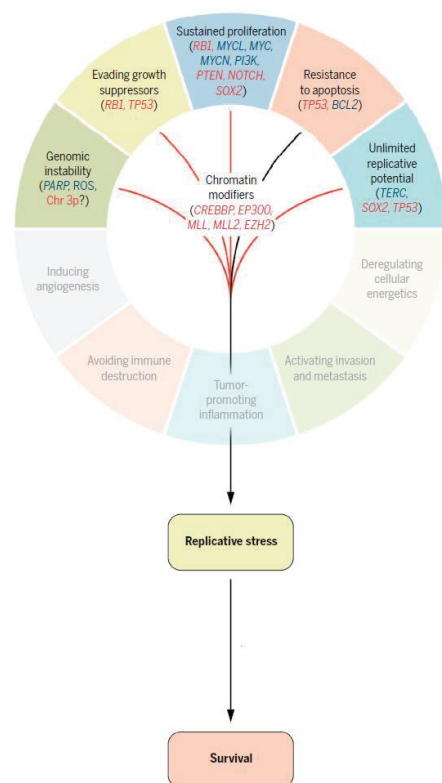 Sustained proliferation
(RB1, MYCL, MYC,
MYCN, PI3K,
PTEN, NOTCH,
SOX2)
Evading growth
suppressors
(RB1, TP53)
Resistance
to apoptosis
(TP53, BCL2)
Genomic
instability
(PARP, ROS,
Chr 3p?)
Chromatin
modifiers
(CREBBP, EP300,
MLL, MLL2, EZH2)
Unlimited
replicative
potential
(TERC,
SOX2, TP53)
Inducing
angiogenesis
Deregulating
cellular
energetics
Avoiding immune
destruction
Tumor-
promoting
inflammation
Activating invasion
and metastasis
Replicative stress
Survival